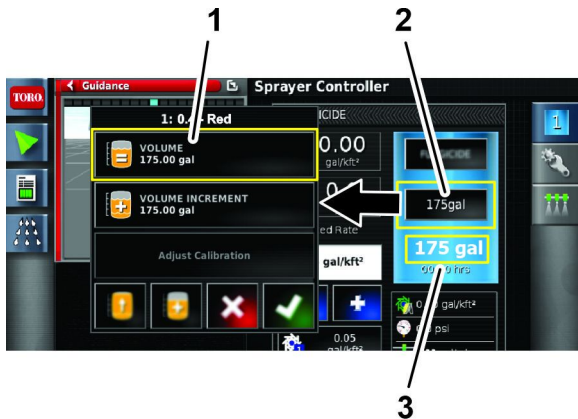 1
2
TORO.
Guidance
Sprayer Controller
1: 0.4- Red
ICIDE
1
VOLUME
175.00 gal
0.00
gal/kft²
175gal
VOLUME INCREMENT
175.00 gal
ed Rate
175 gal
hrs
Adjust Calibration
gal/kft²
gal/kft²
psi
0.05
3